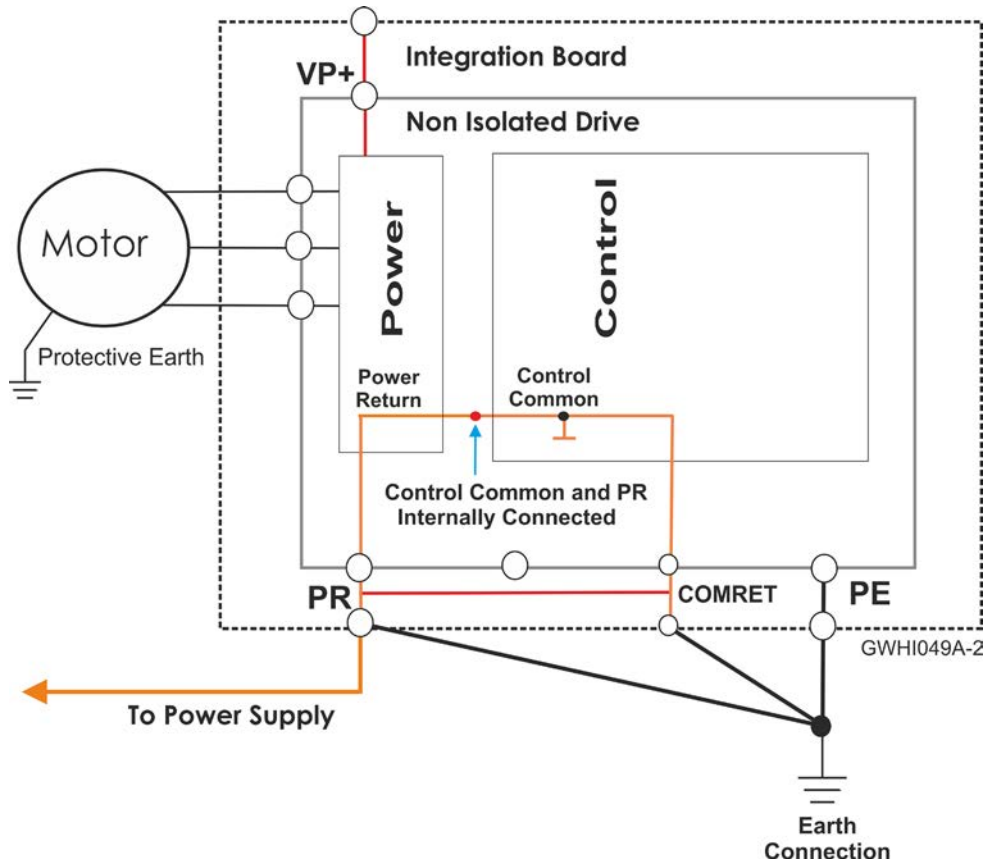 Integration Board
VP+
Non Isolated Drive
Motor
Power
Control
Protective Earth
Power
Return
Control
Common
Control Common and PR
Internally Connected
PR
COMRET
PE
GWHI049A-2
To Power Supply
Earth
Connection